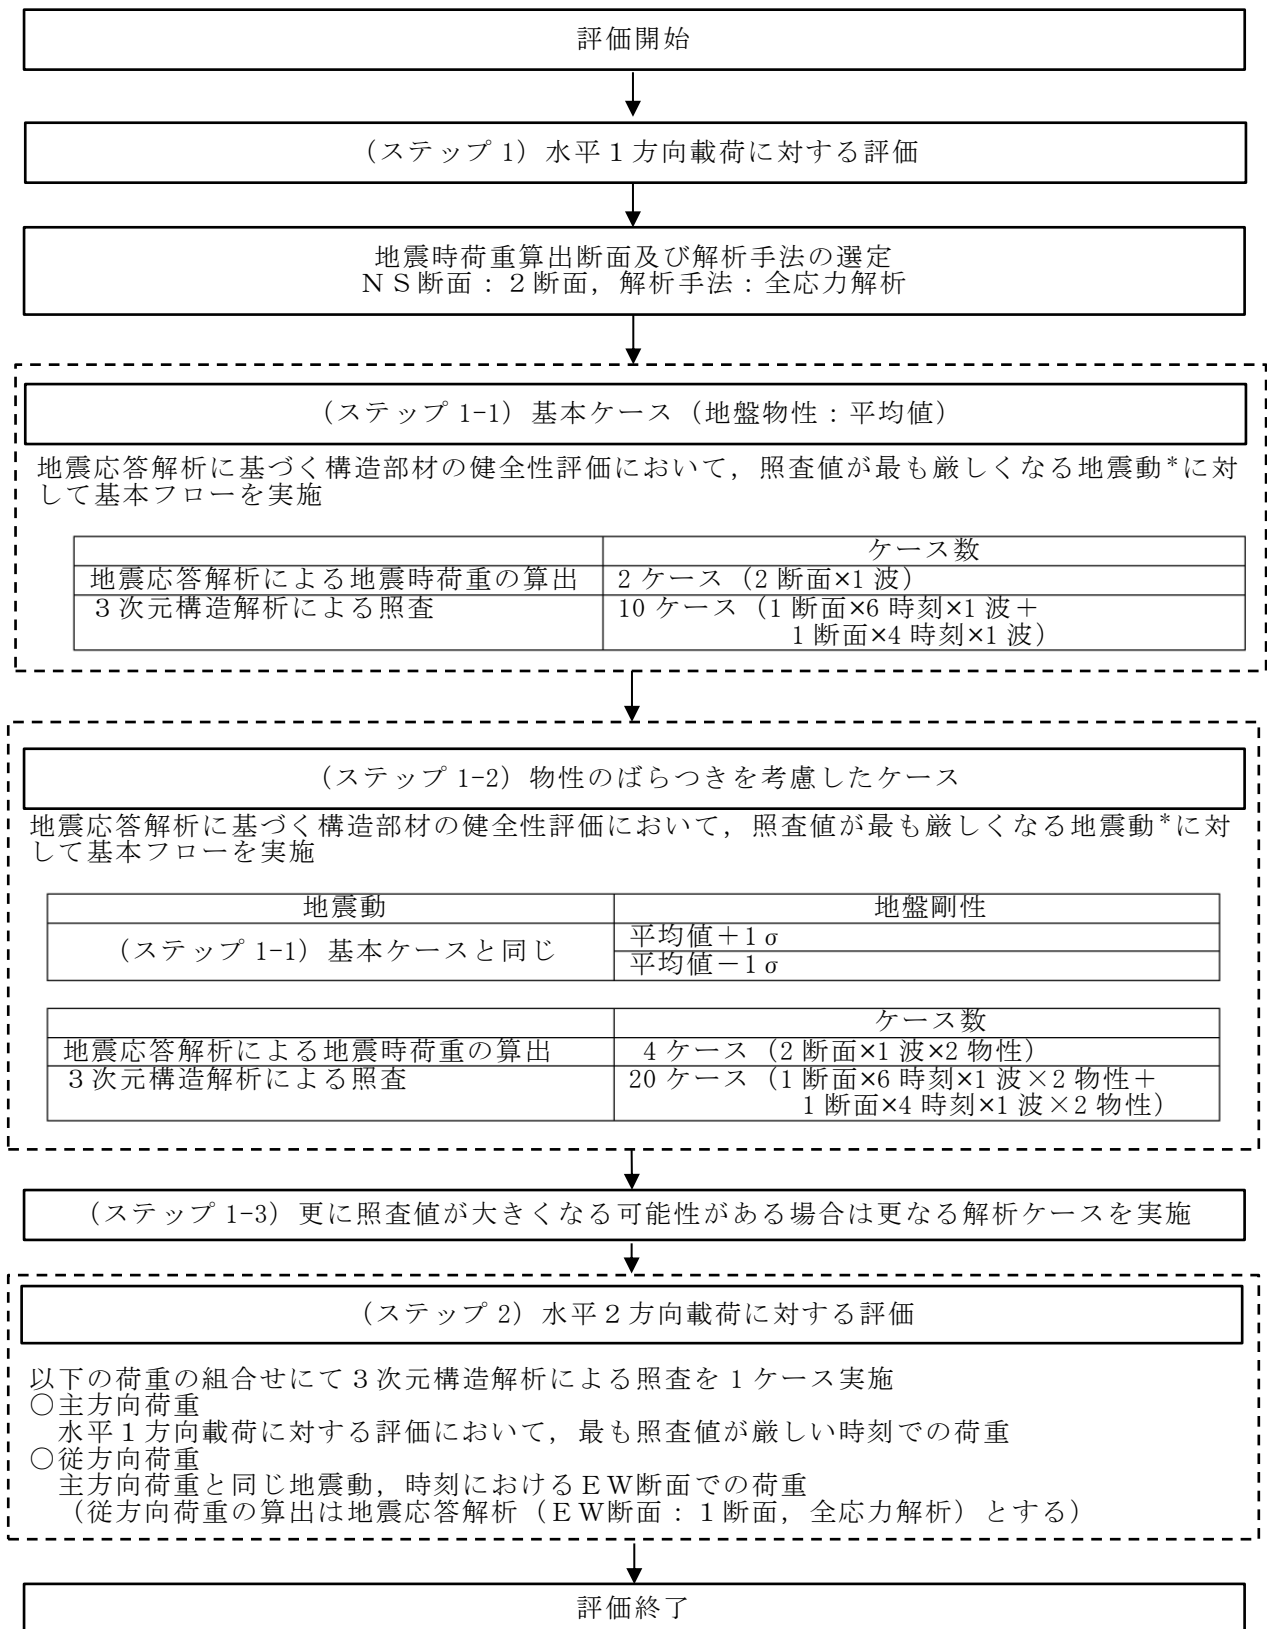 評価開始
（ステップ 1）水平１方向載荷に対する評価
地震時荷重算出断面及び解析手法の選定
ＮＳ断面：２断面，解析手法：全応力解析
（ステップ 1-1）基本ケース（地盤物性：平均値）
地震応答解析に基づく構造部材の健全性評価において，照査値が最も厳しくなる地震動*に対
して基本フローを実施
ケース数
地震応答解析による地震時荷重の算出 2 ケース（2 断面×1 波）
３次元構造解析による照査 10 ケース（1 断面×6 時刻×1 波＋
1 断面×4 時刻×1 波）
（ステップ 1-2）物性のばらつきを考慮したケース
地震応答解析に基づく構造部材の健全性評価において，照査値が最も厳しくなる地震動*に対
して基本フローを実施
地震動 地盤剛性
（ステップ 1-1）基本ケースと同じ 平均値＋1σ
平均値－1σ
ケース数
地震応答解析による地震時荷重の算出 4 ケース（2 断面×1 波×2 物性）
３次元構造解析による照査 20 ケース（1 断面×6 時刻×1 波×2 物性＋
1 断面×4 時刻×1 波×2 物性）
（ステップ 1-3）更に照査値が大きくなる可能性がある場合は更なる解析ケースを実施
（ステップ 2）水平２方向載荷に対する評価
以下の荷重の組合せにて３次元構造解析による照査を 1 ケース実施
○主方向荷重
水平１方向載荷に対する評価において，最も照査値が厳しい時刻での荷重
○従方向荷重
主方向荷重と同じ地震動，時刻におけるＥＷ断面での荷重
（従方向荷重の算出は地震応答解析（ＥＷ断面：１断面，全応力解析）とする）
評価終了